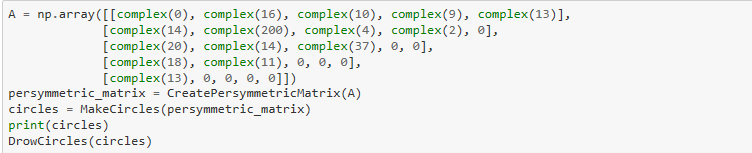 A = np.array([[complex(0), complex(16), complex(10), complex(9), complex(13)],
[complex(14), complex(200), complex(4), complex(2), 0],
[complex(20), complex(14), complex(37), 0, 0],
[complex(18), complex(11), 0, 0, 0],
[complex(13), 0, 0, 0, 0]])
persymmetric_matrix = CreatePersymmetricMatrix(A)
circles = MakeCircles(persymmetric_matrix)
print(circles)
DrowCircles(circles)